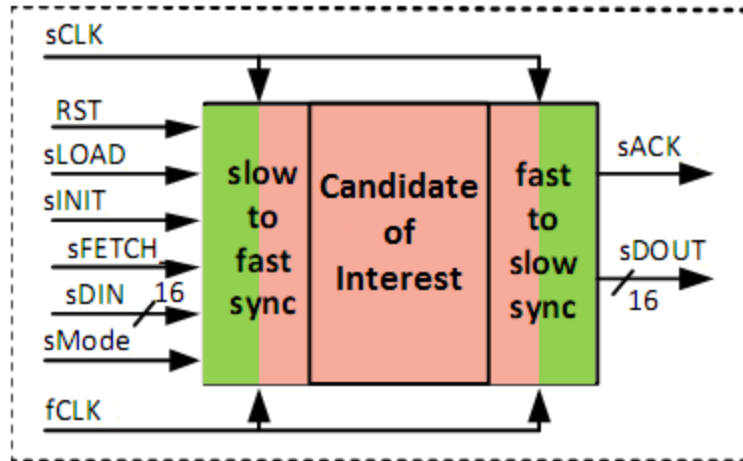 sCLK
RST
sLOAD
sINIT
sFETCH
sDIN
16
sMode
fCLK
slow
to
fast
sync
Candidate
of
Interest
fast
to
slow
sync
sACK
sDOUT
16